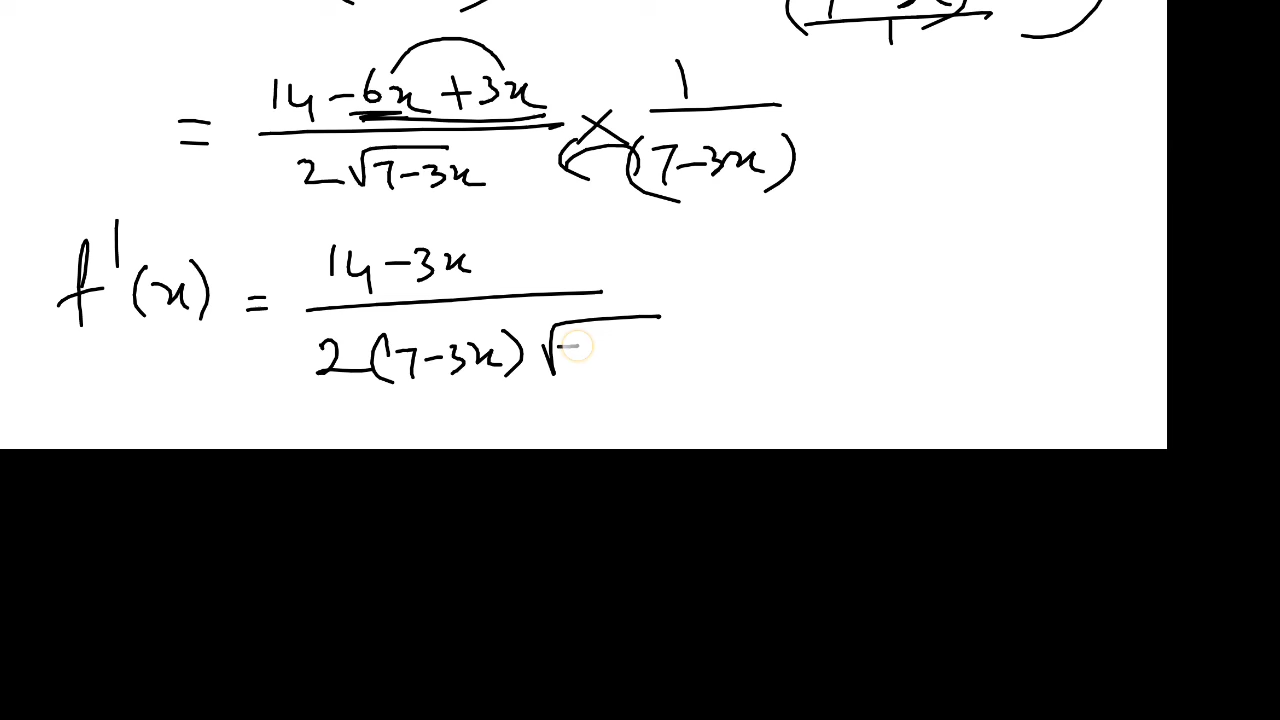 = (14 - 6x + 3x) / (2√(7-3x)) × 1 / (7-3x)
f'(x) = (14 - 3x) / (2(7-3x)√